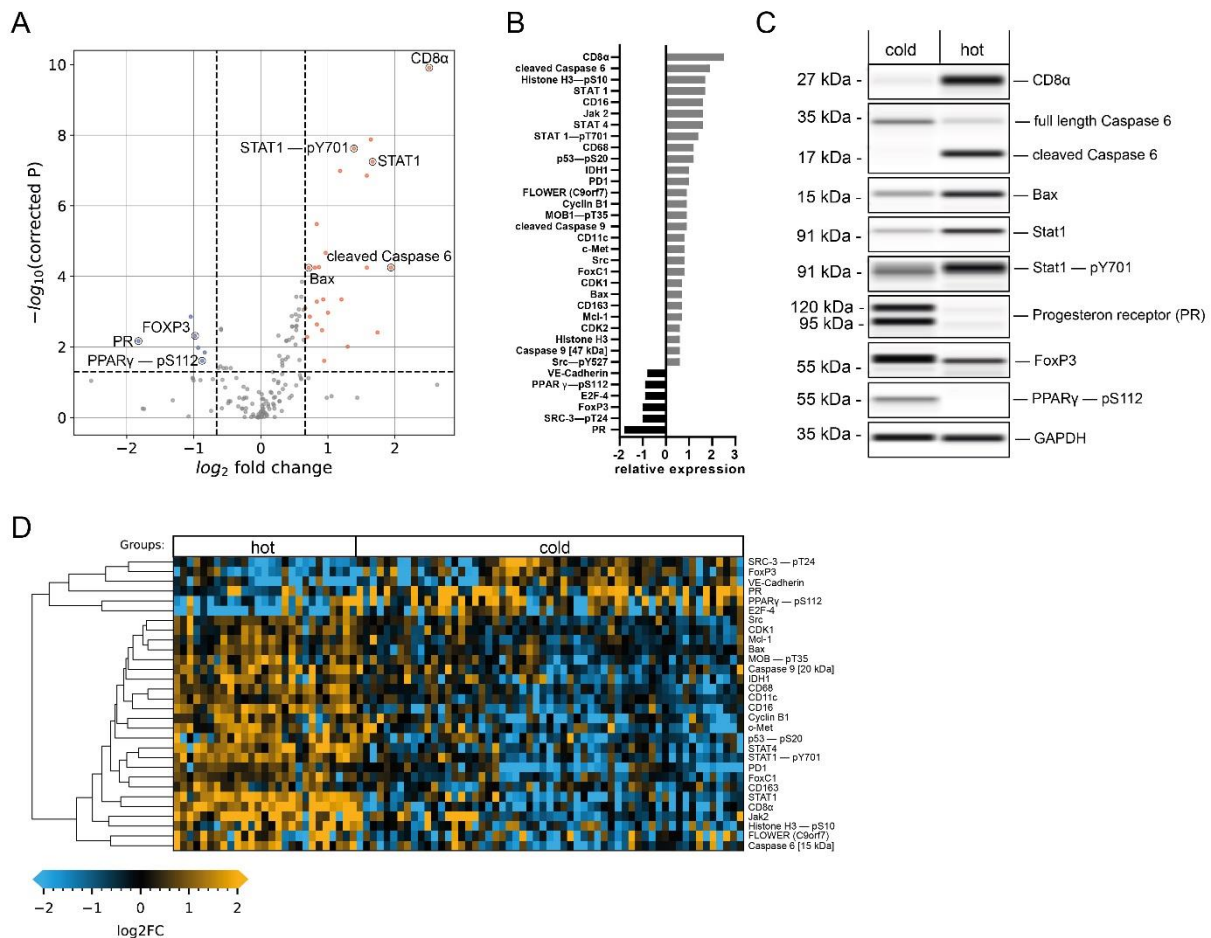 A
CD8α
STAT1 — pY701
STAT1
cleaved Caspase 6
Bax
FOXP3
PR
PPARγ — pS112
−log10(corrected P)
10
8
6
4
2
0
−2
−1
0
1
2
log2 fold change
B
CD8α
cleaved Caspase 6
Histone H3—pS10
STAT 1
CD16
Jak 2
STAT 4
STAT 1—pT701
CD68
p53—pS20
IDH1
PD1
FLOWER (C9orf7)
Cyclin B1
MOB1—pT35
cleaved Caspase 9
CD11c
c-Met
Src
FoxC1
CDK1
Bax
CD163
Mcl-1
CDK2
Histone H3
Caspase 9 [47 kDa]
Src—pY527
VE-Cadherin
PPAR γ—pS112
E2F-4
FoxP3
SRC-3—pT24
PR
-2 -1 0 1 2 3
relative expression
C
cold hot
27 kDa - — CD8α
35 kDa - — full length Caspase 6
17 kDa - — cleaved Caspase 6
15 kDa - — Bax
91 kDa - — Stat1
91 kDa - — Stat1 — pY701
120 kDa -
95 kDa - — Progesteron receptor (PR)
55 kDa - — FoxP3
55 kDa - — PPARγ — pS112
35 kDa - — GAPDH
D
Groups: hot cold
SRC-3 — pT24
FoxP3
VE-Cadherin
PR
PPARγ — pS112
E2F-4
Src
CDK1
Mcl-1
Bax
MOB — pT35
Caspase 9 [20 kDa]
IDH1
CD68
CD11c
CD16
Cyclin B1
c-Met
p53 — pS20
STAT4
STAT1 — pY701
PD1
FoxC1
CD163
STAT1
CD8α
Jak2
Histone H3 — pS10
FLOWER (C9orf7)
Caspase 6 [15 kDa]
−2 −1 0 1 2
log2FC